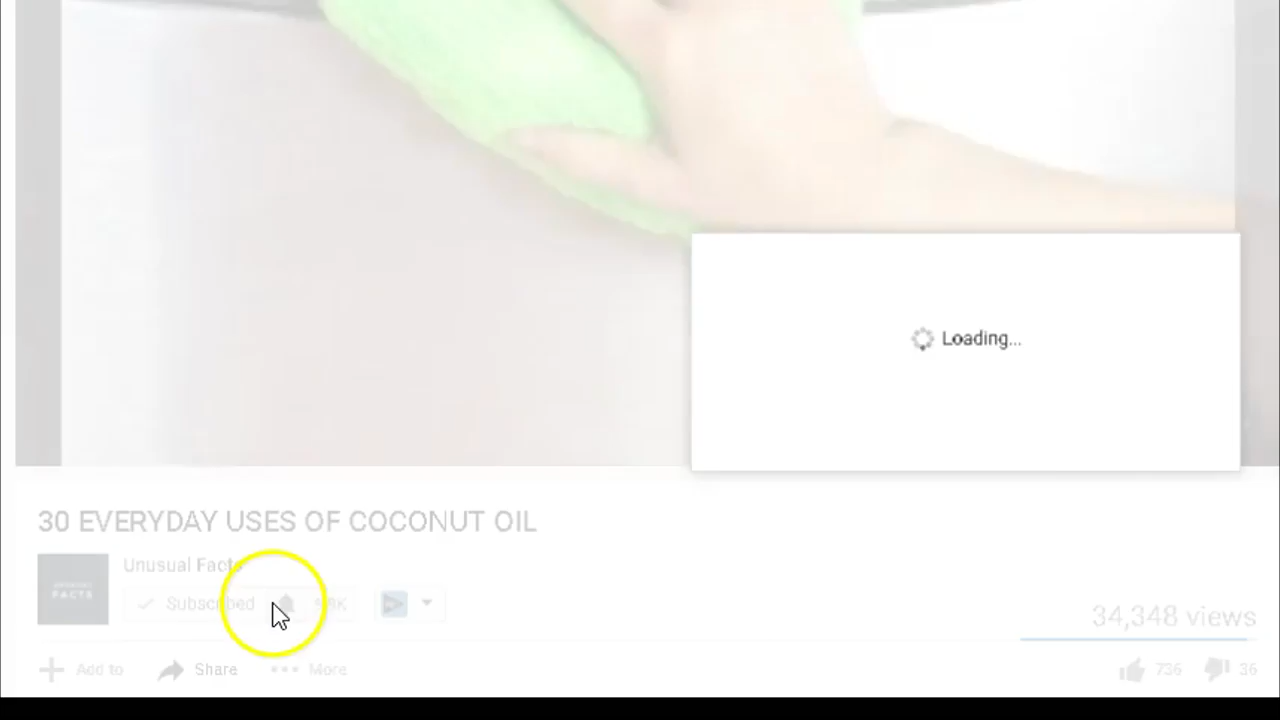 Loading...
30 EVERYDAY USES OF COCONUT OIL
Unusual Facts
FACTS
Subscribed
34,348 views
Add to Share More 736 36